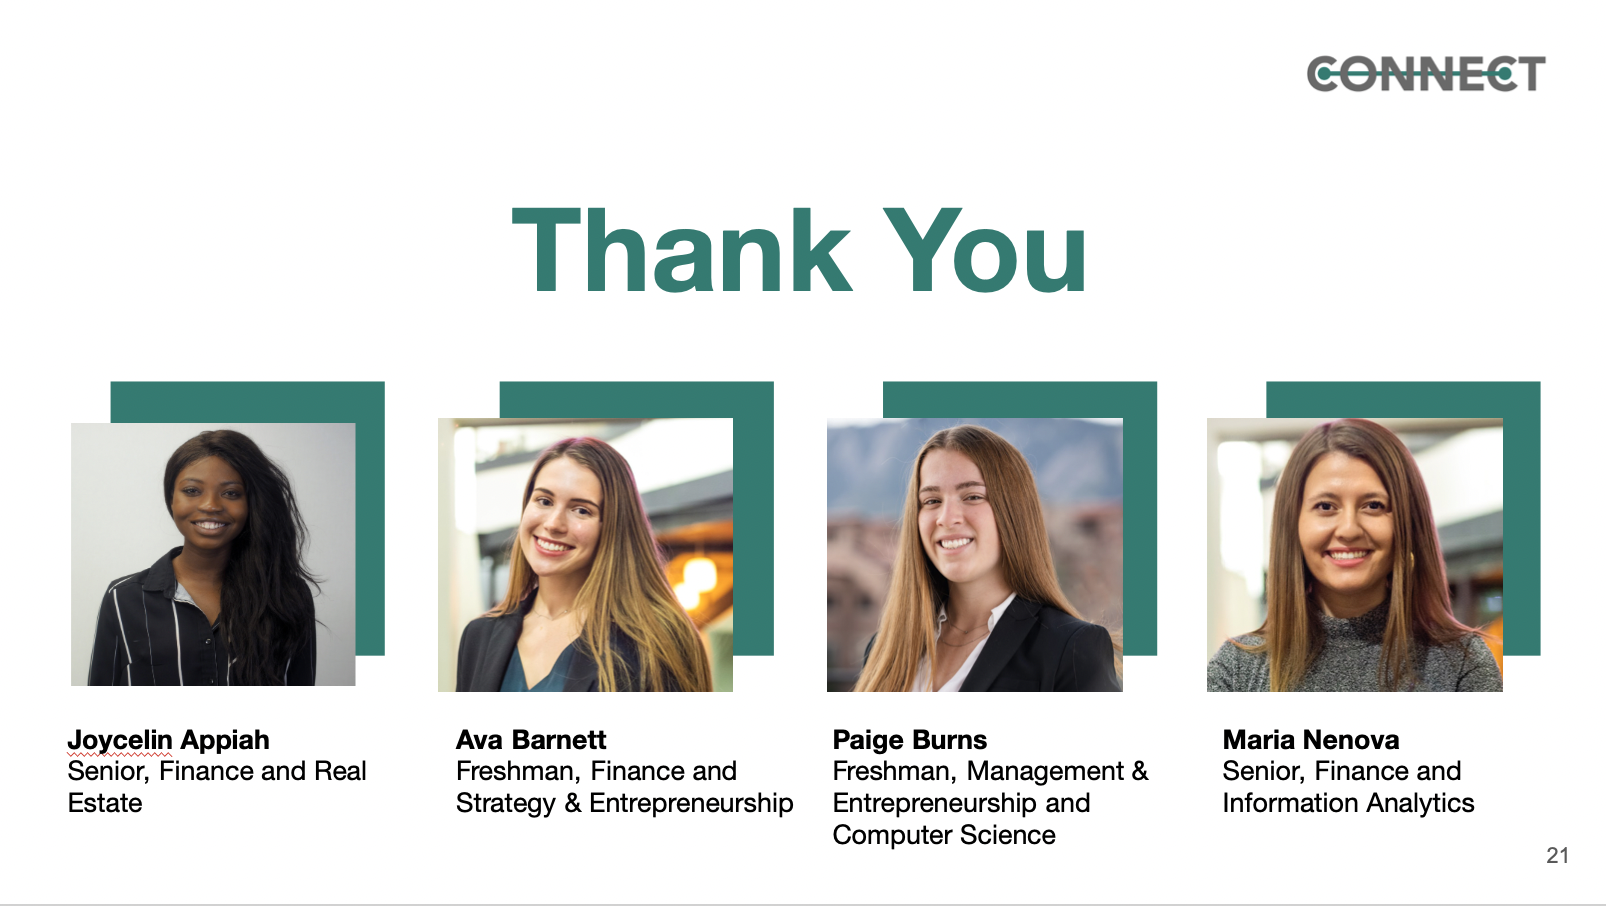 CONNECT
Thank You
Joycelin Appiah
Senior, Finance and Real
Estate
Ava Barnett
Freshman, Finance and
Strategy & Entrepreneurship
Paige Burns
Freshman, Management &
Entrepreneurship and
Computer Science
Maria Nenova
Senior, Finance and
Information Analytics
21